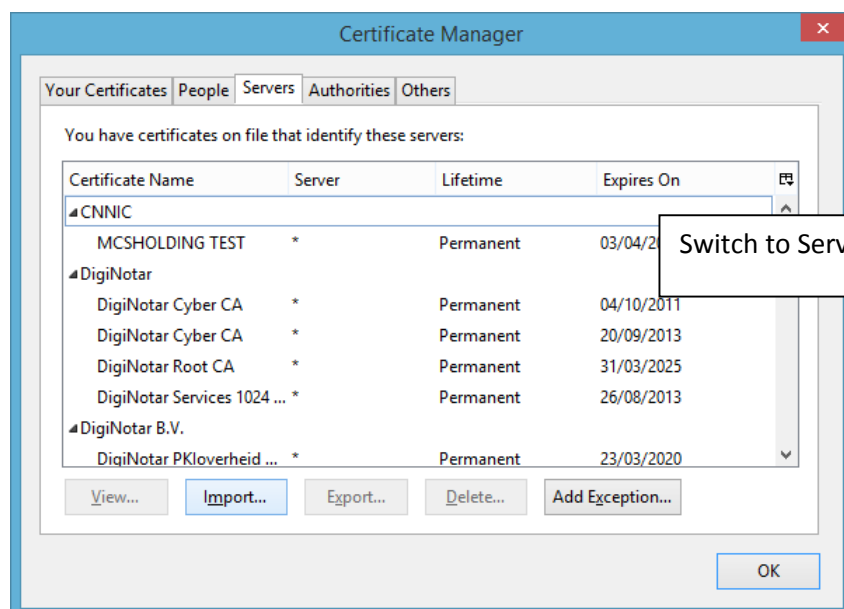 Certificate Manager
Your Certificates People Servers Authorities Others
You have certificates on file that identify these servers:
Certificate Name Server Lifetime Expires On
CNNIC
MCSHOLDING TEST * Permanent 03/04/2
Switch to Serv
DigiNotar
DigiNotar Cyber CA * Permanent 04/10/2011
DigiNotar Cyber CA * Permanent 20/09/2013
DigiNotar Root CA * Permanent 31/03/2025
DigiNotar Services 1024 ... * Permanent 26/08/2013
DigiNotar B.V.
DigiNotar PKIoverheid ... * Permanent 23/03/2020
View... Import... Export... Delete... Add Exception...
OK